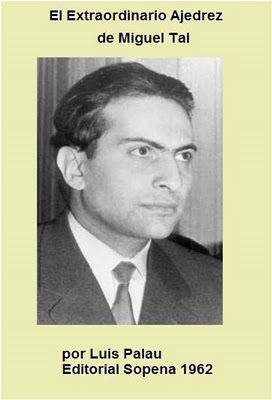 El Extraordinario Ajedrez
de Miguel Tal
por Luis Palau
Editorial Sopena 1962